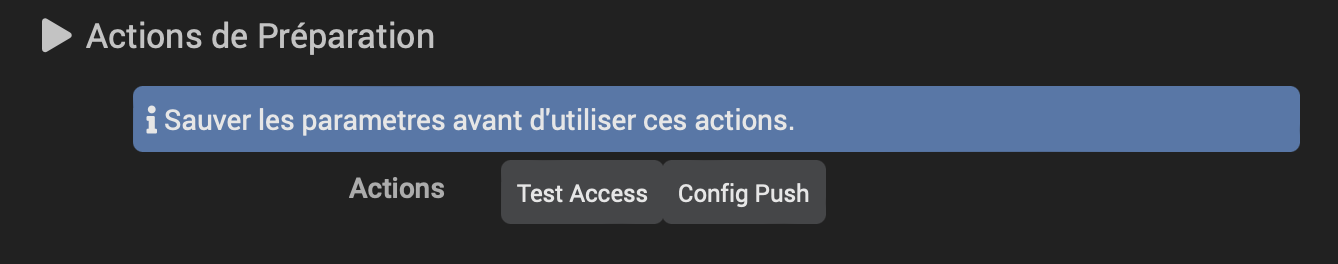 Actions de Préparation
Sauver les parametres avant d'utiliser ces actions.
Actions Test Access Config Push